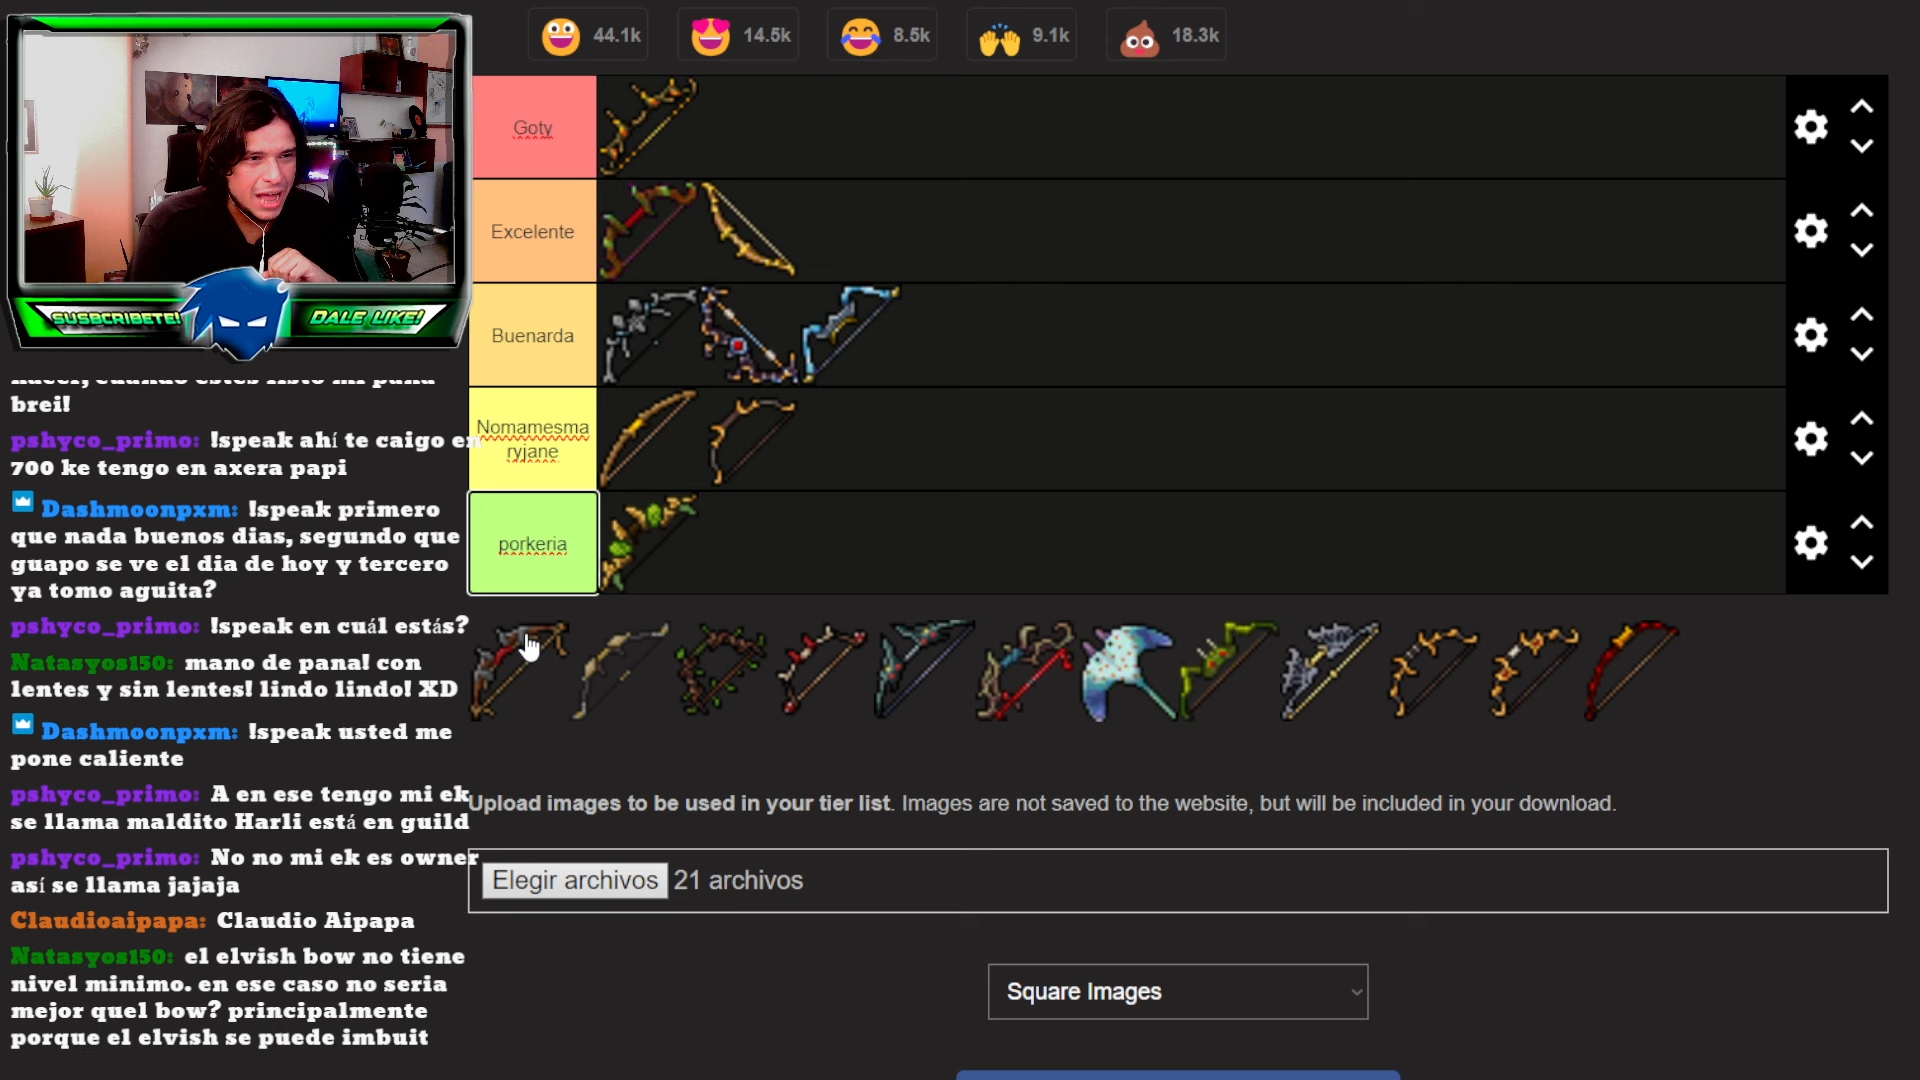 44.1k 14.5k 8.5k 9.1k 18.3k
Goty
Excelente
Buenarda
Nomamesma
ryjane
porkeria
SUSBCRIBETE! DALE LIKE!
brei!
pshyco_primo: !speak ahí te caigo en
700 ke tengo en axera papi
Dashmoonpxm: !speak primero
que nada buenos dias, segundo que
guapo se ve el dia de hoy y tercero
ya tomo aguita?
pshyco_primo: !speak en cuál estás?
Natasyos150: mano de pana! con
lentes y sin lentes! lindo lindo! XD
Dashmoonpxm: !speak usted me
pone caliente
pshyco_primo: A en ese tengo mi ek
se llama maldito Harli está en guild
pshyco_primo: No no mi ek es owner
así se llama jajaja
Claudioaipapa: Claudio Aipapa
Natasyos150: el elvish bow no tiene
nivel minimo. en ese caso no seria
mejor quel bow? principalmente
porque el elvish se puede imbuit
Upload images to be used in your tier list. Images are not saved to the website, but will be included in your download.
Elegir archivos 21 archivos
Square Images